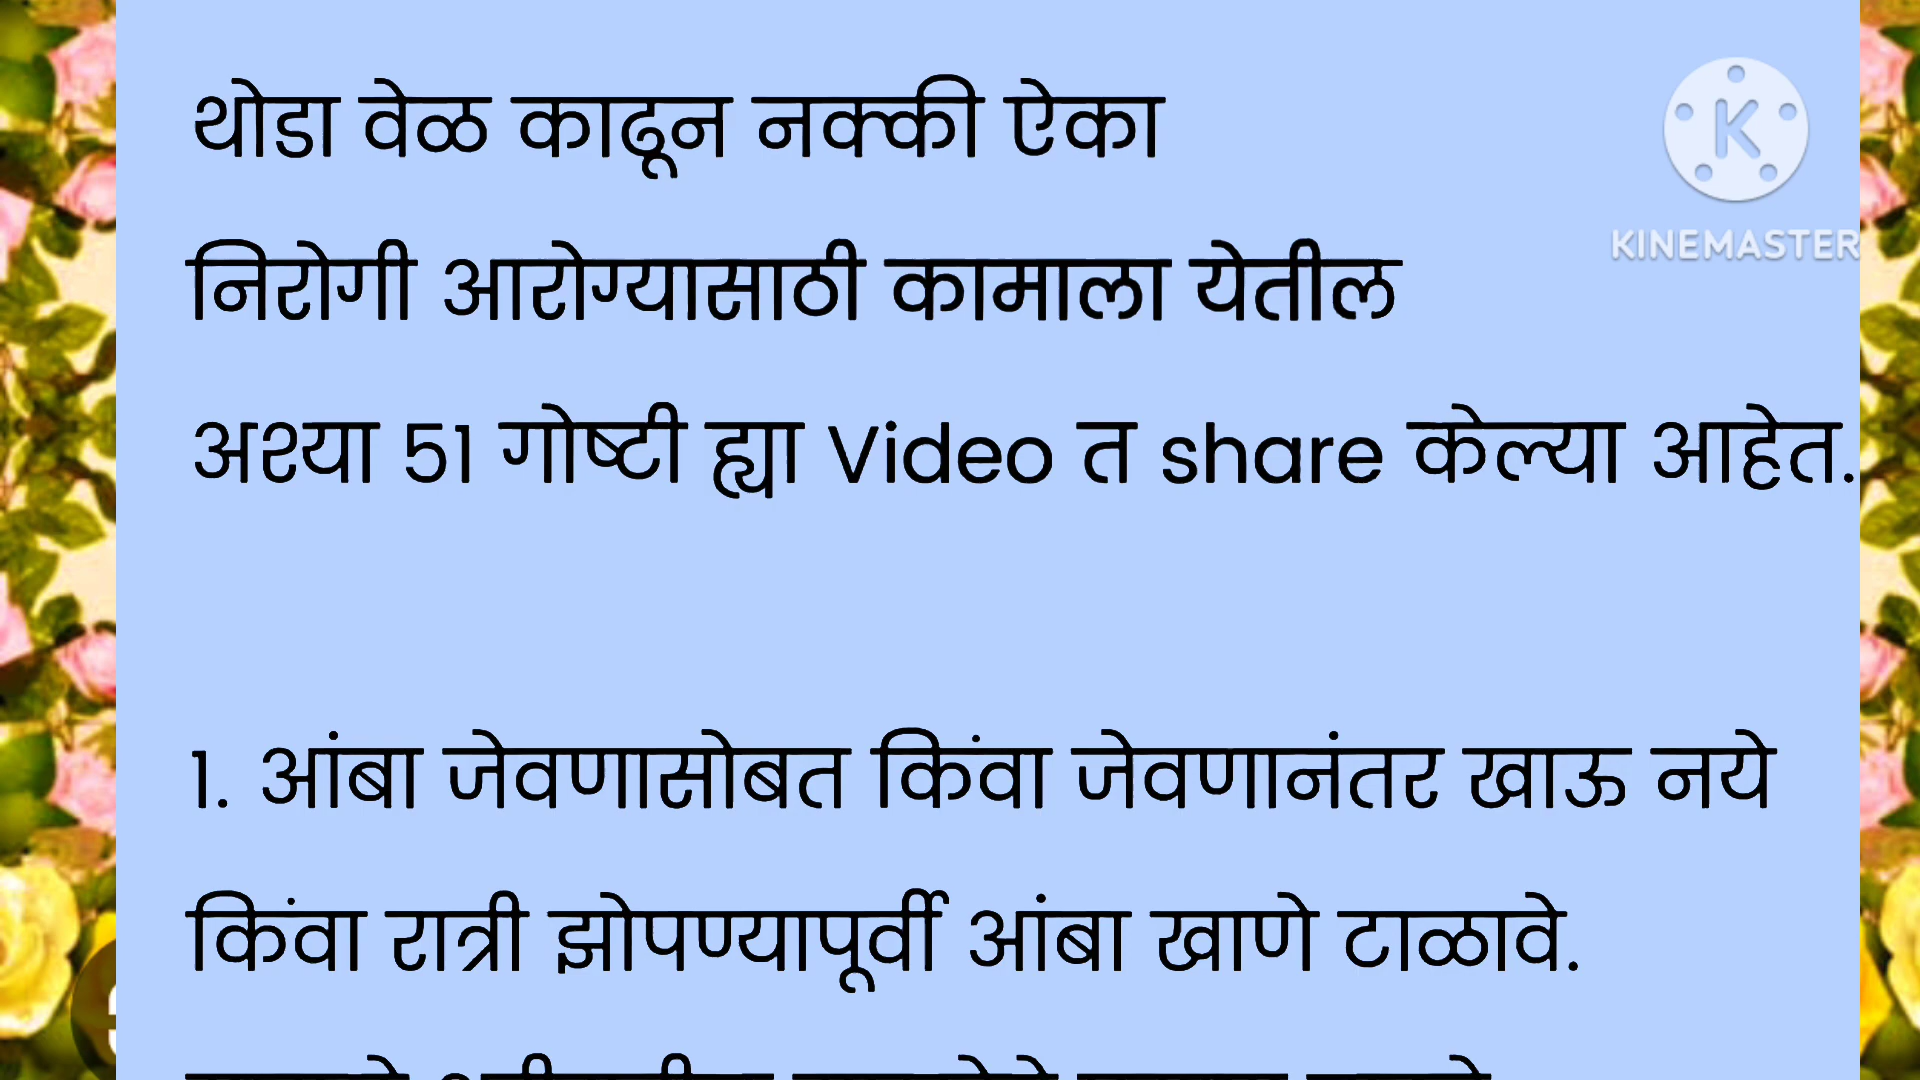 थोडा वेळ काढून नक्की ऐका
KINEMASTER
निरोगी आरोग्यासाठी कामाला येतील
अश्या 51 गोष्टी ह्या Video त share केल्या आहेत.
1. आंबा जेवणासोबत किंवा जेवणानंतर खाऊ नये
किंवा रात्री झोपण्यापूर्वी आंबा खाणे टाळावे.